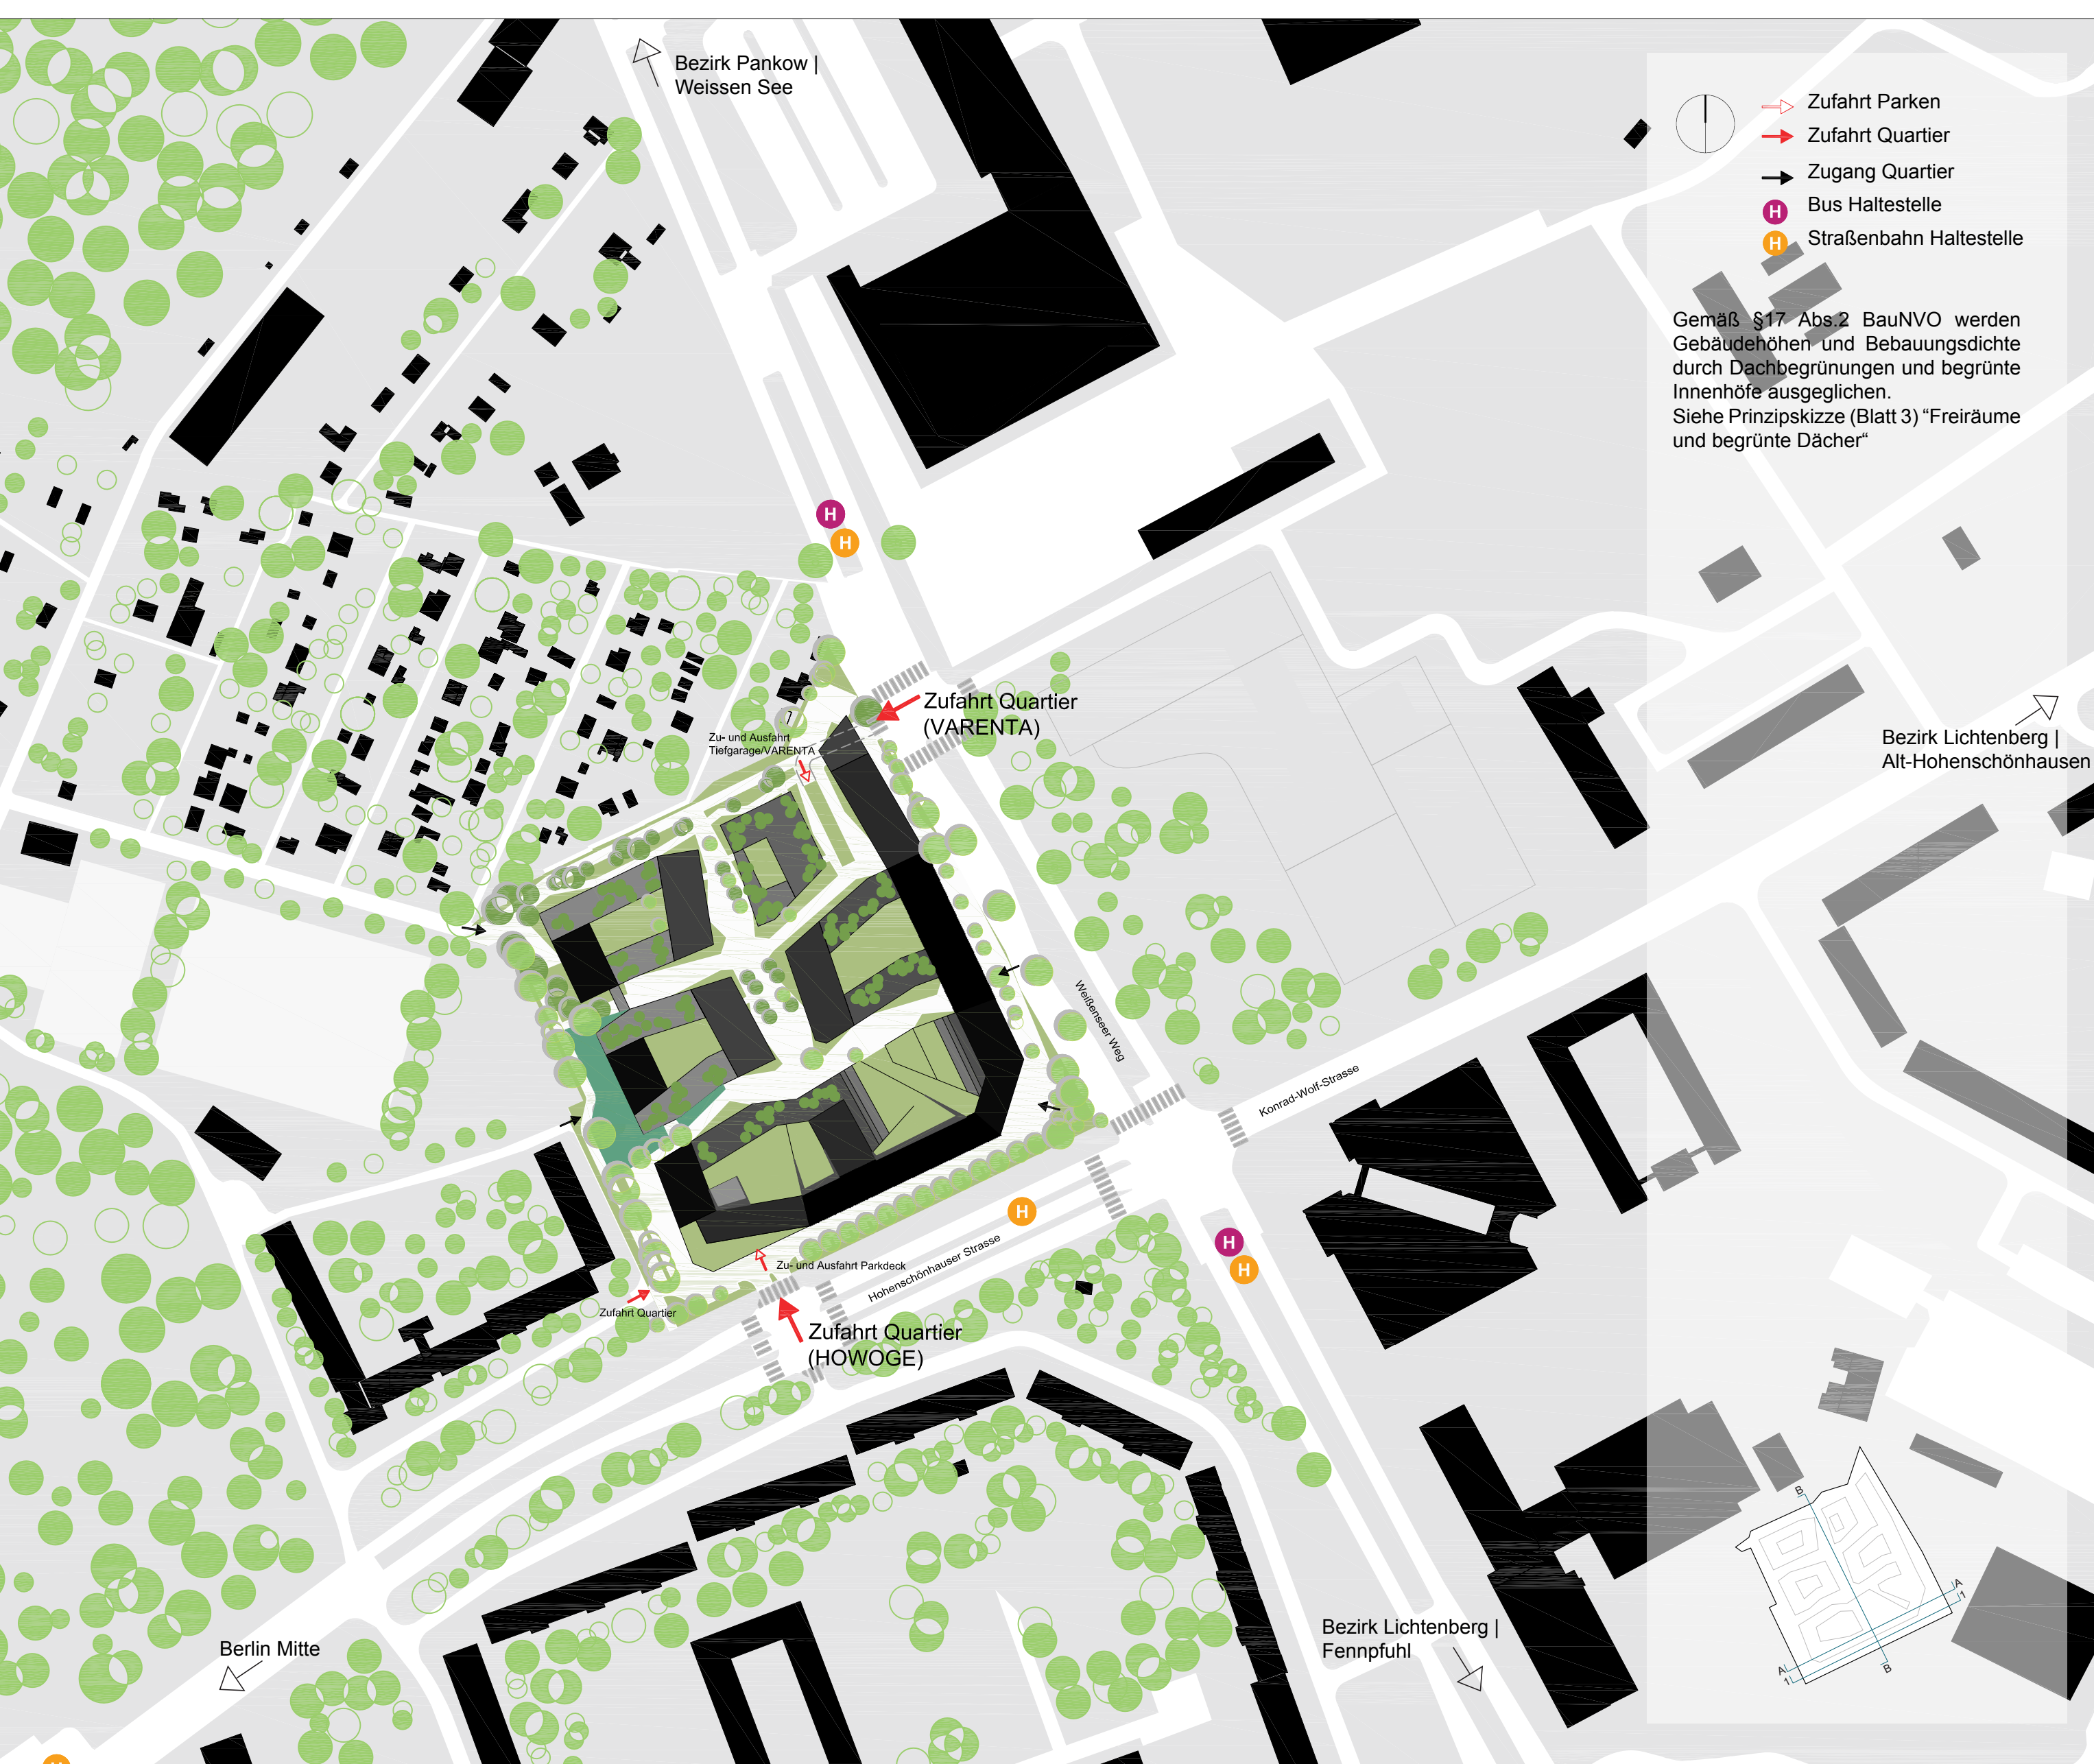 Bezirk Pankow |
Weissen See
Zufahrt Parken
Zufahrt Quartier
Zugang Quartier
H Bus Haltestelle
H Straßenbahn Haltestelle
Gemäß §17 Abs.2 BauNVO werden
Gebäudehöhen und Bebauungsdichte
durch Dachbegrünungen und begrünte
Innenhöfe ausgeglichen.
Siehe Prinzipskizze (Blatt 3) “Freiräume
und begrünte Dächer“
H
H
Zufahrt Quartier
(VARENTA)
Zu- und Ausfahrt
Tiefgarage/VARENTA
Bezirk Lichtenberg |
Alt-Hohenschönhausen
Weißenseer Weg
Konrad-Wolf-Strasse
H
H
H
Hohenschönhauser Strasse
Zu- und Ausfahrt Parkdeck
Zufahrt Quartier
Zufahrt Quartier
(HOWOGE)
Bezirk Lichtenberg |
Fennpfuhl
Berlin Mitte
B
A
1
A
1
B
H